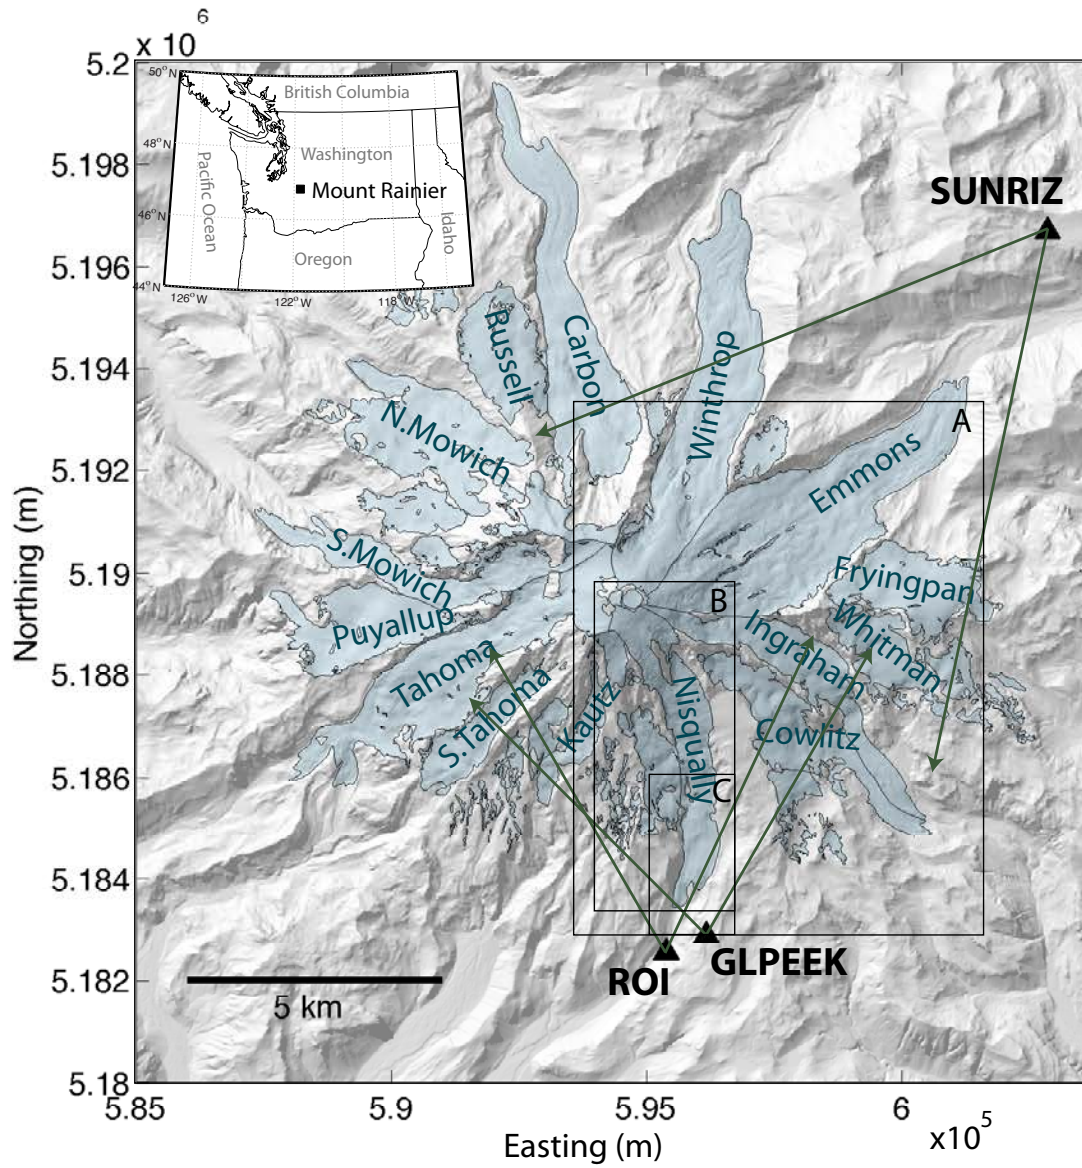 6
x 10
5.2
5.198
5.196
5.194
5.192
5.19
5.188
5.186
5.184
5.182
5.18
Northing (m)
5.85
5.9
5.95
6
x10
5
Easting (m)
50°N
48°N
46°N
44°N
126°W
122°W
118°W
British Columbia
Washington
Pacific Ocean
Mount Rainier
Idaho
Oregon
SUNRIZ
Russell
Carbon
Winthrop
A
N.Mowich
Emmons
S.Mowich
Fryingpan
B
Puyallup
Whitman
Ingraham
Tahoma
S.Tahoma
Kautz
Nisqually
Cowlitz
C
GLPEEK
ROI
5 km